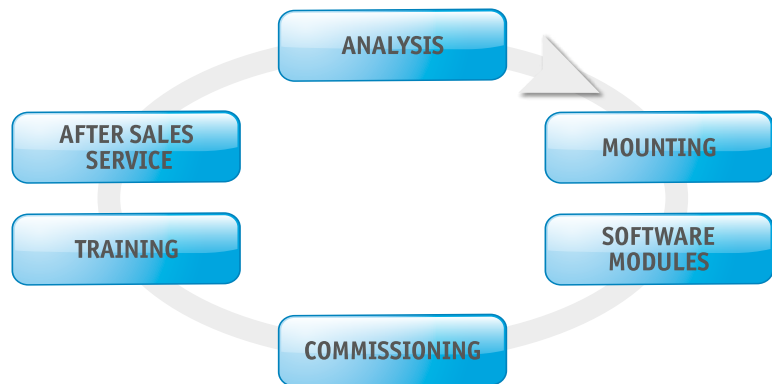 ANALYSIS
MOUNTING
SOFTWARE
MODULES
COMMISSIONING
TRAINING
AFTER SALES
SERVICE